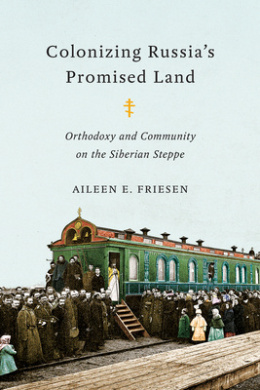 Colonizing Russia's
Promised Land
Orthodoxy and Community
on the Siberian Steppe
AILEEN E. FRIESEN